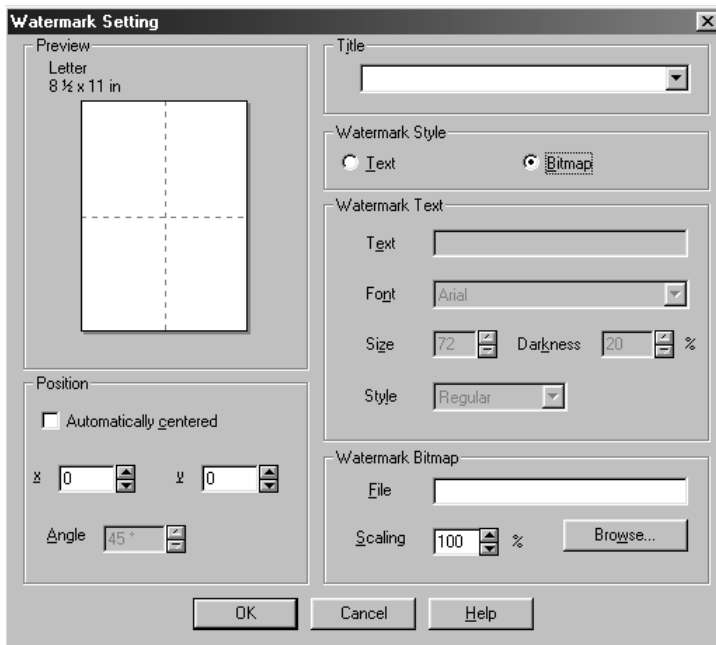 Watermark Setting
Preview
Letter
8 ½ x 11 in
Title
Watermark Style
Text
Bitmap
Watermark Text
Text
Font
Arial
Size
72
Darkness
20
%
Style
Regular
Position
Automatically centered
x
0
y
0
Angle
45 °
Watermark Bitmap
File
Scaling
100
%
Browse...
OK
Cancel
Help